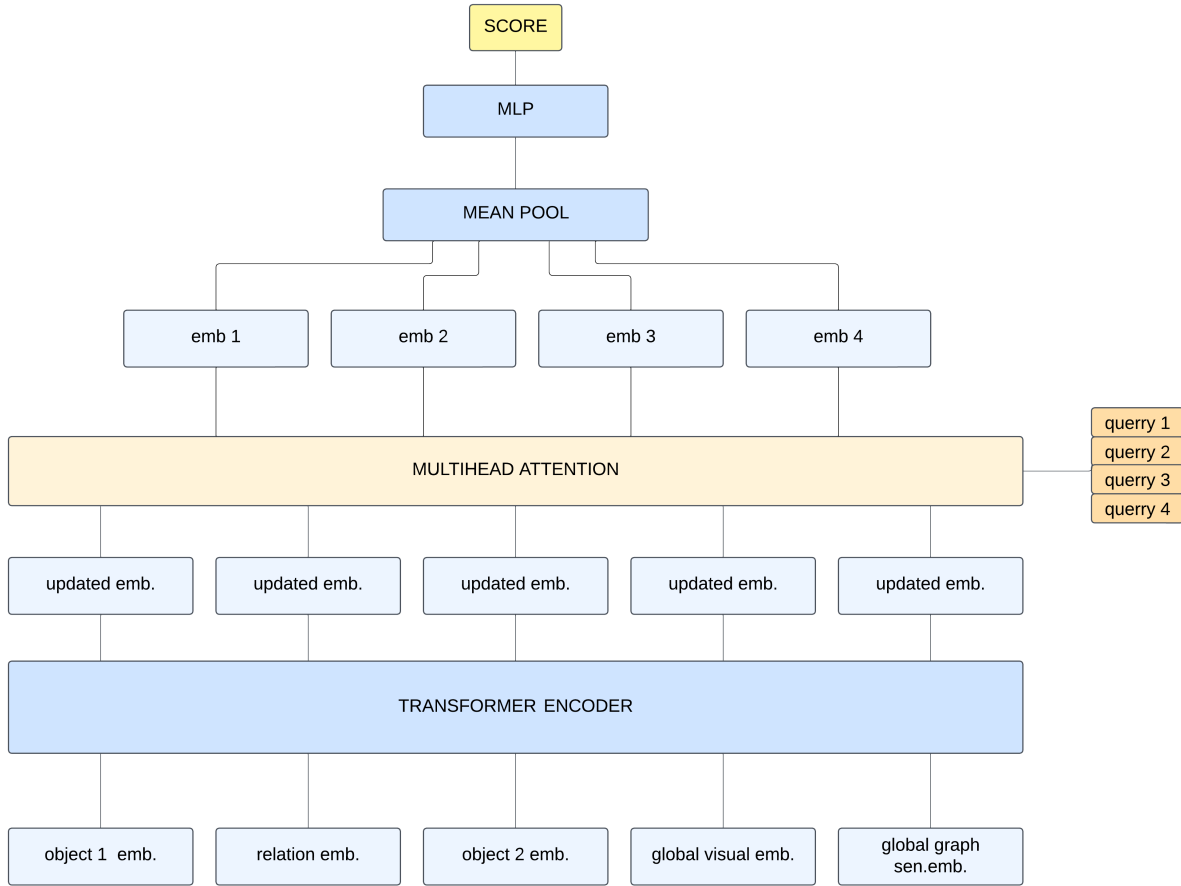 SCORE
MLP
MEAN POOL
emb 1
emb 2
emb 3
emb 4
querry 1
querry 2
querry 3
querry 4
MULTIHEAD ATTENTION
updated emb.
updated emb.
updated emb.
updated emb.
updated emb.
TRANSFORMER ENCODER
object 1 emb.
relation emb.
object 2 emb.
global visual emb.
global graph
sen.emb.